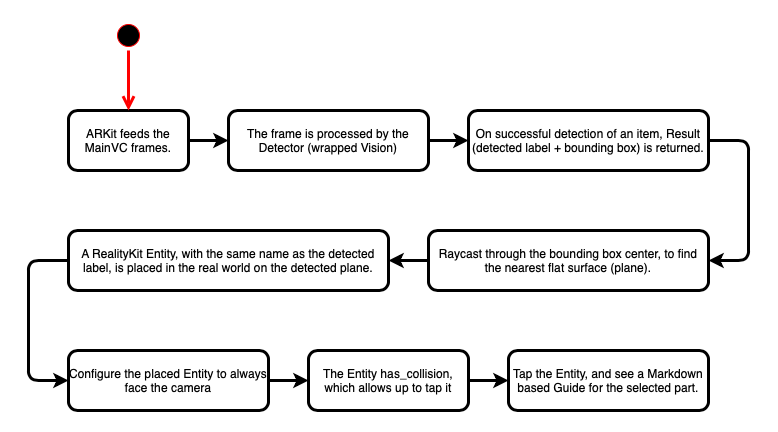 ARKit feeds the
MainVC frames.
The frame is processed by the
Detector (wrapped Vision)
On successful detection of an item, Result
(detected label + bounding box) is returned.
Raycast through the bounding box center, to find
the nearest flat surface (plane).
A RealityKit Entity, with the same name as the detected
label, is placed in the real world on the detected plane.
Configure the placed Entity to always
face the camera
The Entity has_collision,
which allows up to tap it
Tap the Entity, and see a Markdown
based Guide for the selected part.